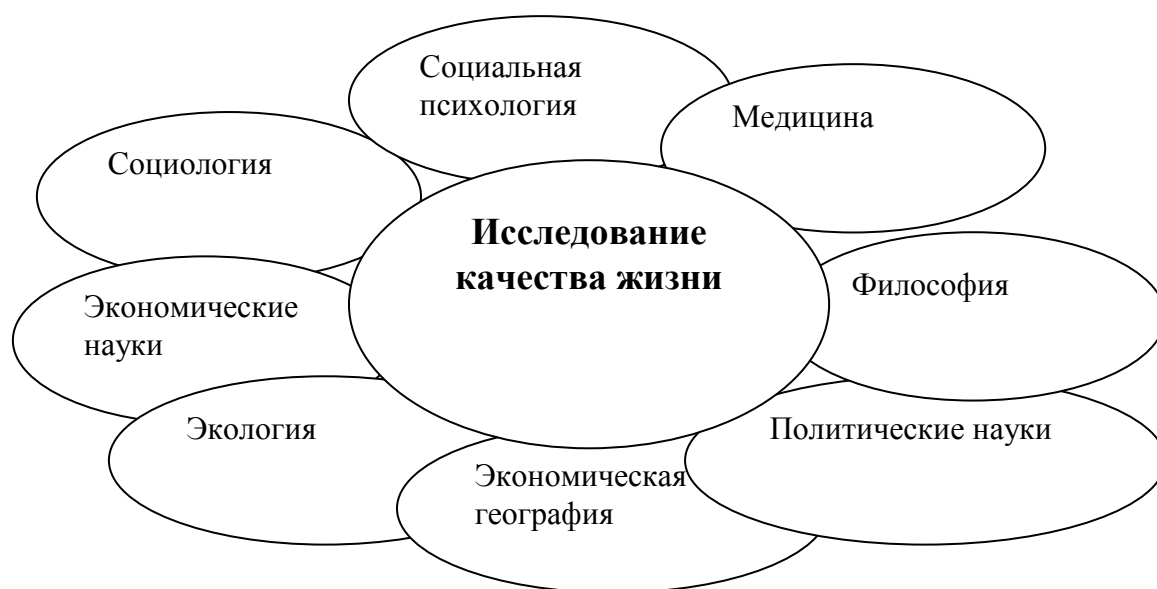 Социальная
психология
Медицина
Социология
Исследование
качества жизни
Философия
Экономические
науки
Экология
Политические науки
Экономическая
география